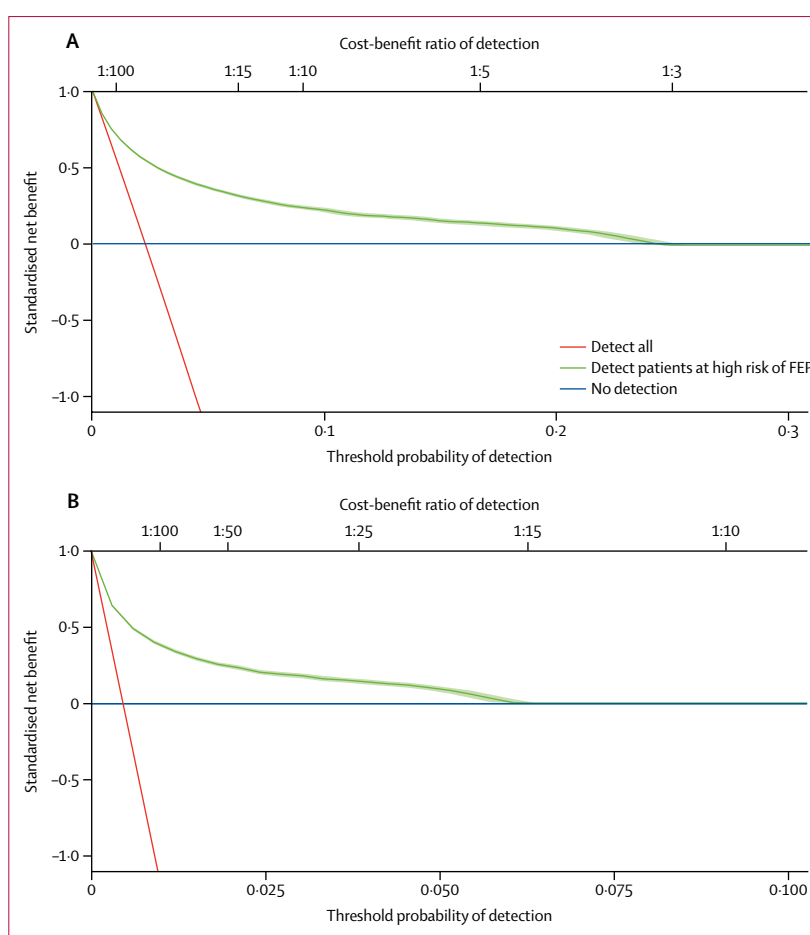 A
Cost-benefit ratio of detection
1:100 1:15 1:10 1:5 1:3
1·0
0·5
0
–0·5
–1·0
Standardised net benefit
Detect all
Detect patients at high risk of FEP
No detection
0 0·1 0·2 0·3
Threshold probability of detection
B
Cost-benefit ratio of detection
1:100 1:50 1:25 1:15 1:10
1·0
0·5
0
–0·5
–1·0
Standardised net benefit
0 0·025 0·050 0·075 0·100
Threshold probability of detection